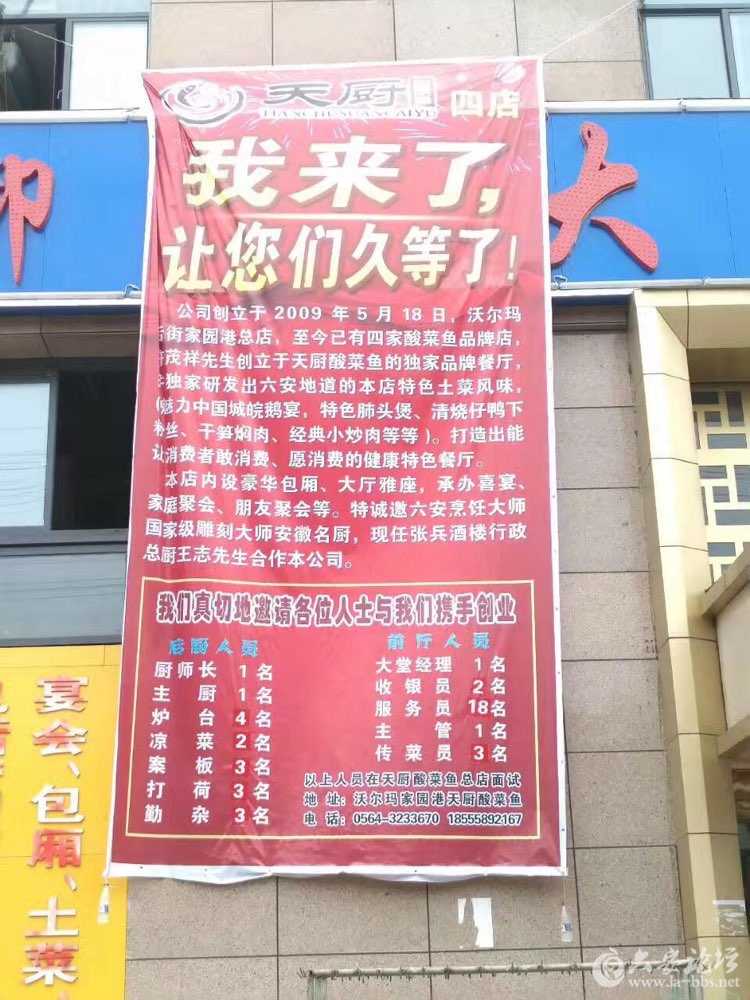 天厨 四店
TIANCHUSUANCAIYU
我来了,
让您们久等了!
公司创立于 2009 年 5 月 18 日, 沃尔玛
街家园港总店, 至今已有四家酸菜鱼品牌店,
茂祥先生创立于天厨酸菜鱼的独家品牌餐厅,
独家研发出六安地道的本店特色土菜风味,
(魅力中国城皖鹅宴, 特色肺头煲、清烧仔鸭下
丝、干笋焖肉、经典小炒肉等等)。打造出能
让消费者敢消费、愿消费的健康特色餐厅。
本店内设豪华包厢、大厅雅座, 承办喜宴、
家庭聚会、朋友聚会等。特诚邀六安烹饪大师
国家级雕刻大师安徽名厨, 现任张兵酒楼行政
总厨王志先生合作本公司。
我们真切地邀请各位人士与我们携手创业
后厨人员
厨师长 1 名
主厨 1 名
炉台 4 名
凉菜 2 名
案板 3 名
打荷 3 名
勤杂 3 名
前厅人员
大堂经理 1 名
收银员 2 名
服务员 18 名
主管 1 名
传菜员 3 名
以上人员在天厨酸菜鱼总店面试
地 址: 沃尔玛家园港天厨酸菜鱼
电 话: 0564-3233670 18555892167
大
宴会、包厢、土菜、
六安论坛
www.la-bbs.net